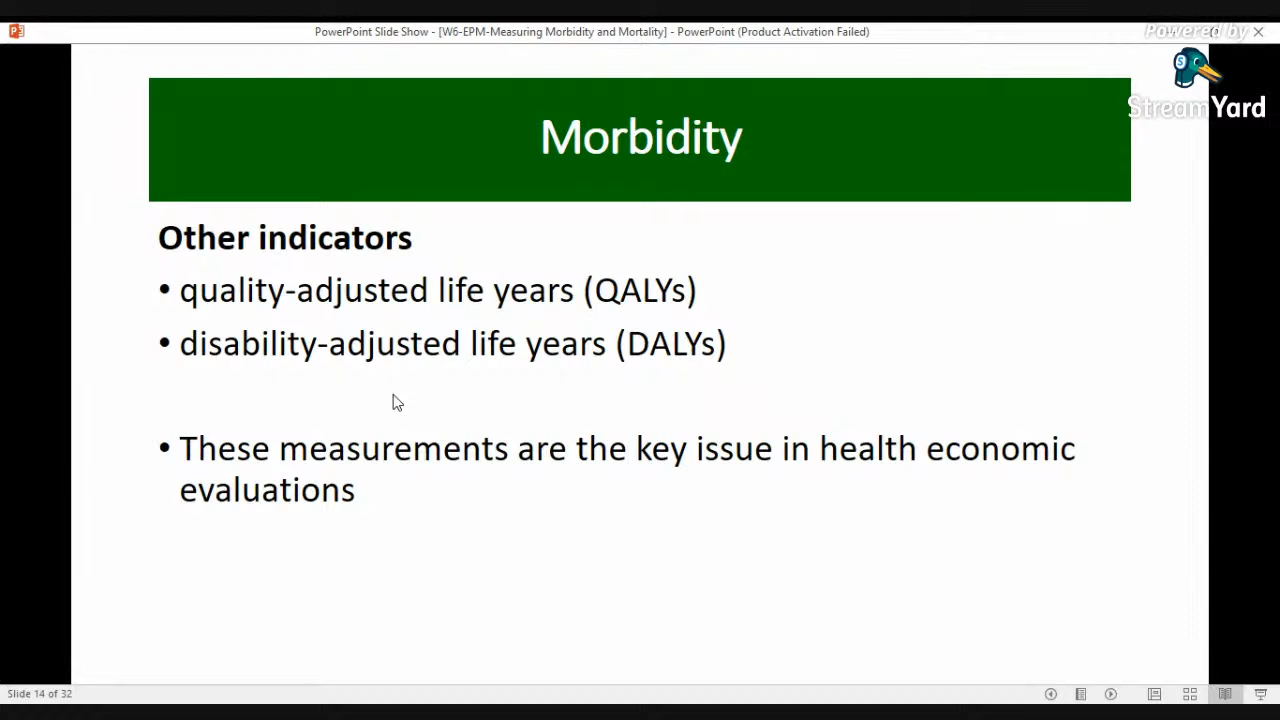 PowerPoint Slide Show - [W6-EPM-Measuring Morbidity and Mortality] - PowerPoint (Product Activation Failed)
Powered by
StreamYard
Morbidity
Other indicators
• quality-adjusted life years (QALYs)
• disability-adjusted life years (DALYs)
• These measurements are the key issue in health economic
evaluations
Slide 14 of 32